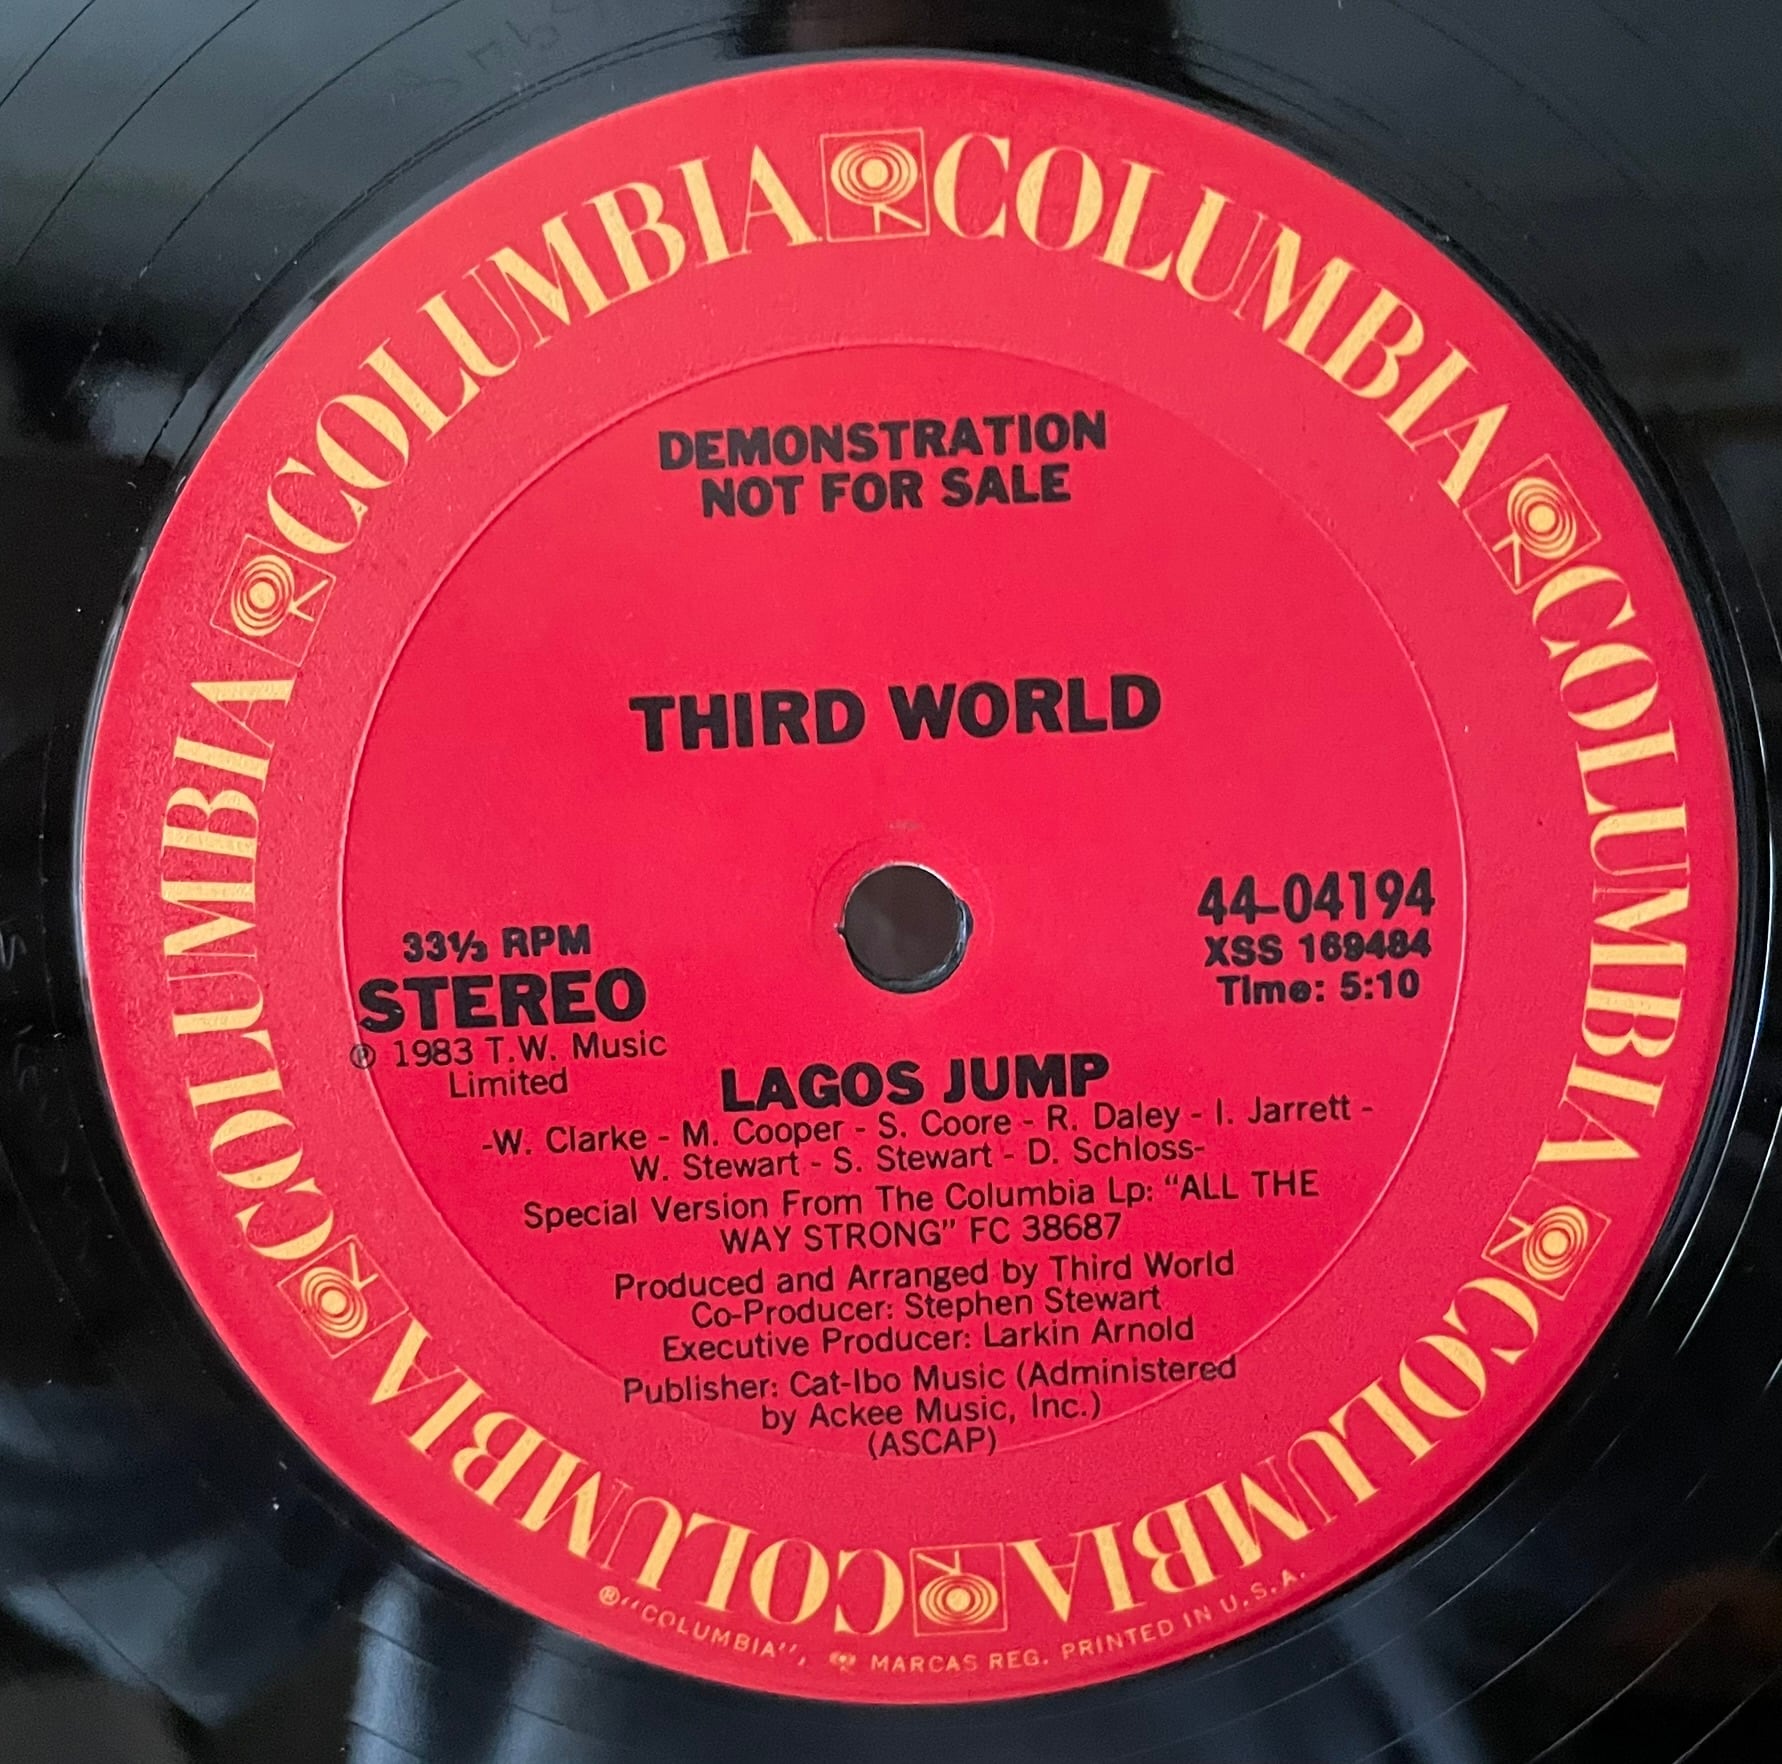 COLUMBIA COLUMBIA COLUMBIA COLUMBIA COLUMBIA COLUMBIA
DEMONSTRATION
NOT FOR SALE
THIRD WORLD
33⅓ RPM
STEREO
℗ 1983 T.W. Music
Limited
44-04194
XSS 169484
Time: 5:10
LAGOS JUMP
-W. Clarke - M. Cooper - S. Coore - R. Daley - I. Jarrett -
W. Stewart - S. Stewart - D. Schloss-
Special Version From The Columbia Lp: “ALL THE
WAY STRONG” FC 38687
Produced and Arranged by Third World
Co-Producer: Stephen Stewart
Executive Producer: Larkin Arnold
Publisher: Cat-Ibo Music (Administered
by Ackee Music, Inc.)
(ASCAP)
®“COLUMBIA”, MARCAS REG. PRINTED IN U.S.A.